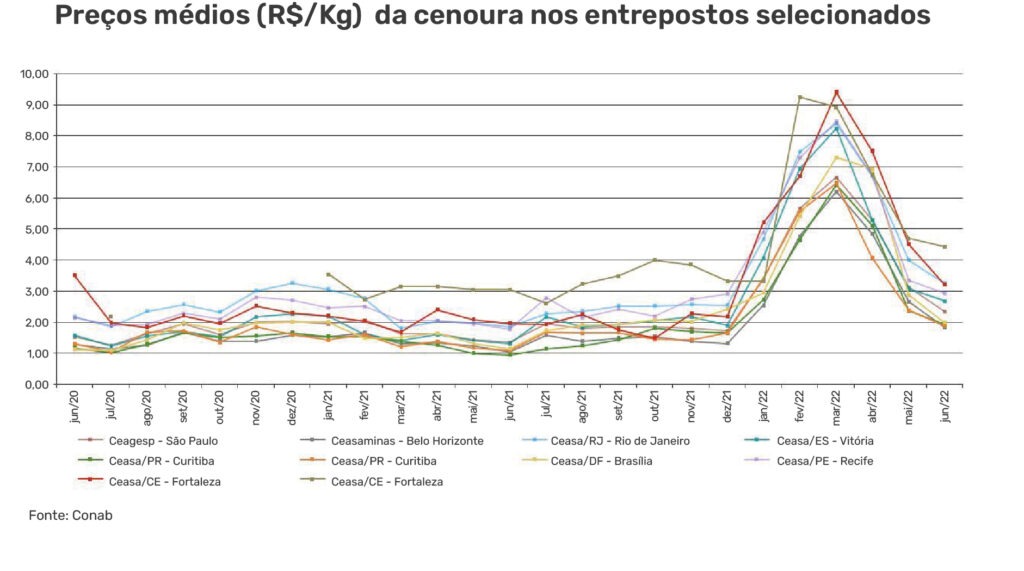 Preços médios (R$/Kg) da cenoura nos entrepostos selecionados
10,00
9,00
8,00
7,00
6,00
5,00
4,00
3,00
2,00
1,00
0,00
jun/20 jul/20 ago/20 set/20 out/20 nov/20 dez/20 jan/21 fev/21 mar/21 abr/21 mai/21 jun/21 jul/21 ago/21 set/21 out/21 nov/21 dez/21 jan/22 fev/22 mar/22 abr/22 mai/22 jun/22
Ceagesp - São Paulo Ceasaminas - Belo Horizonte Ceasa/RJ - Rio de Janeiro Ceasa/ES - Vitória
Ceasa/PR - Curitiba Ceasa/PR - Curitiba Ceasa/DF - Brasília Ceasa/PE - Recife
Ceasa/CE - Fortaleza Ceasa/CE - Fortaleza
Fonte: Conab